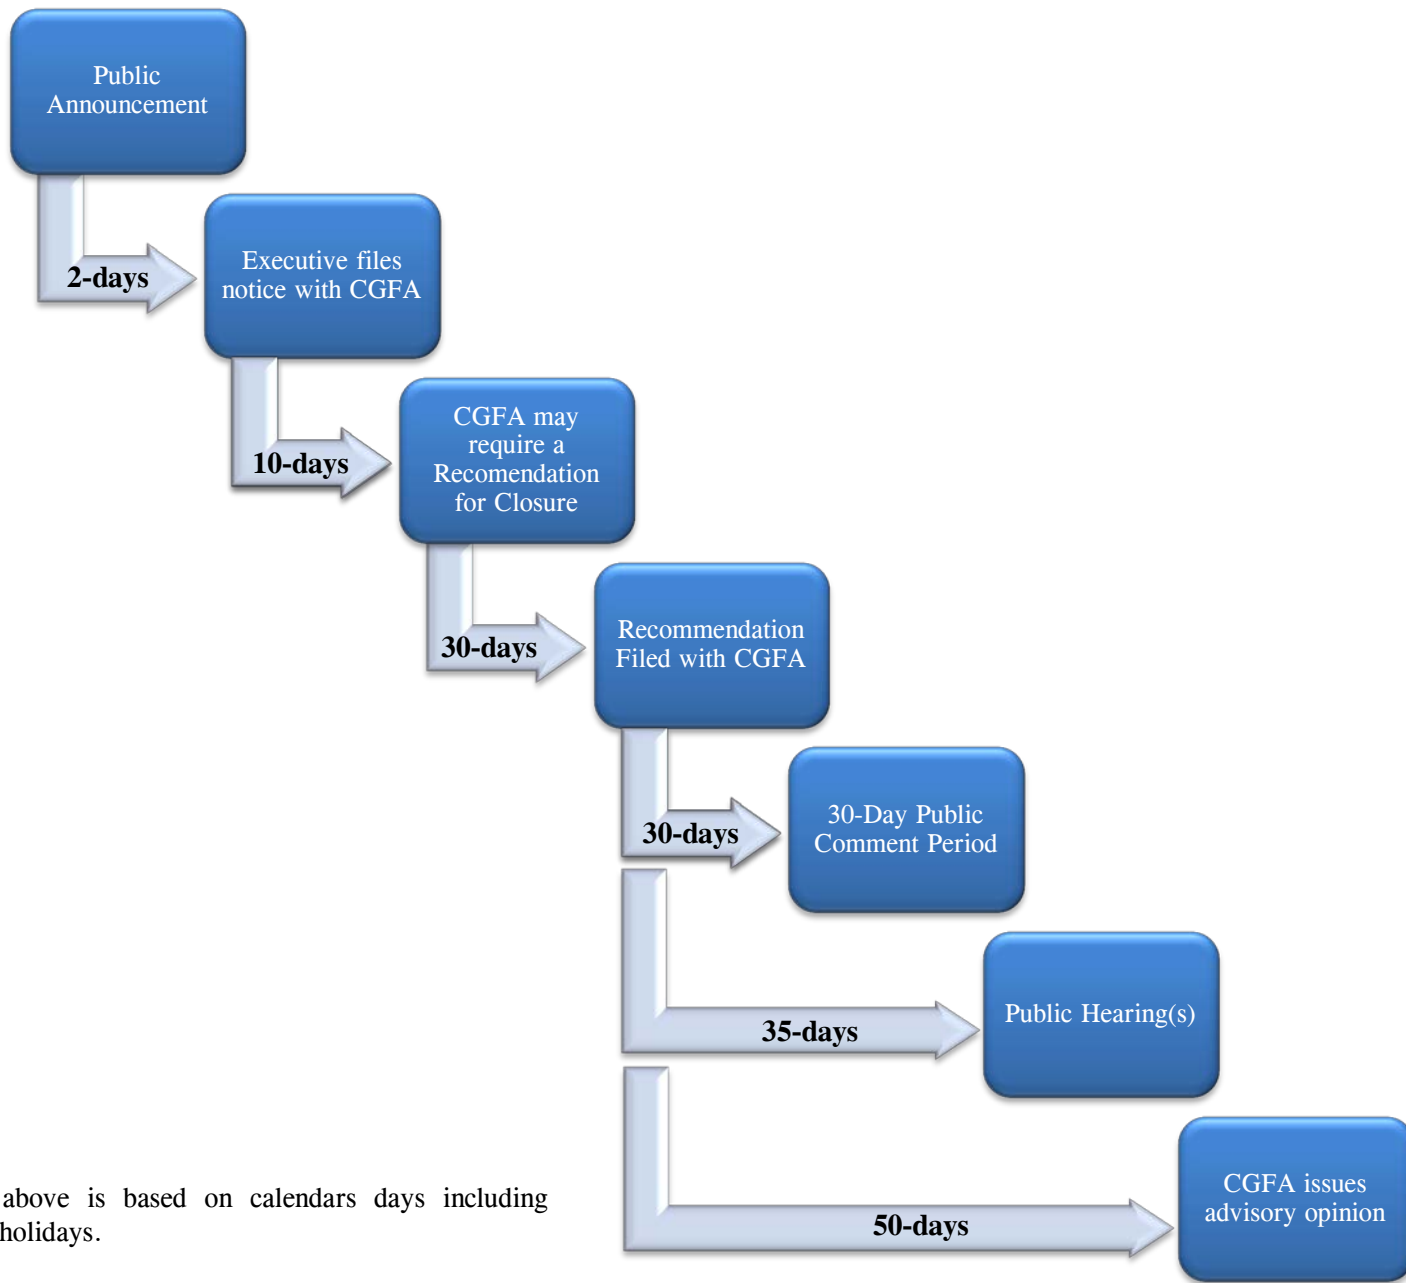 Public
Announcement
2-days
Executive files
notice with CGFA
10-days
CGFA may
require a
Recomendation
for Closure
30-days
Recommendation
Filed with CGFA
30-days
30-Day Public
Comment Period
35-days
Public Hearing(s)
50-days
CGFA issues
advisory opinion
above is based on calendars days including
holidays.